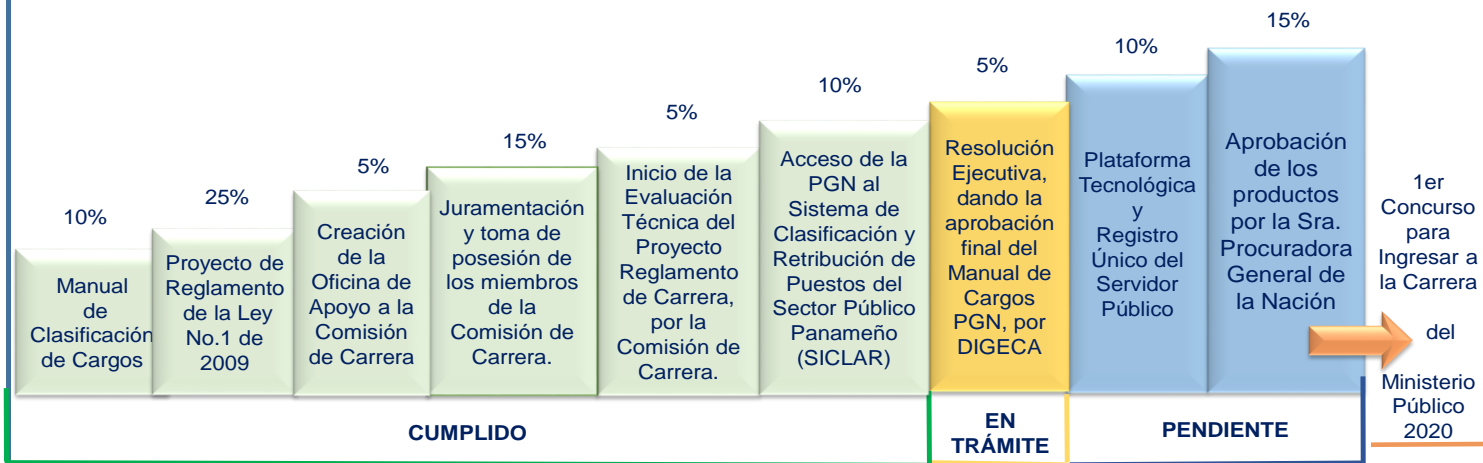 10%
Manual
de
Clasificación
de Cargos
25%
Proyecto de
Reglamento
de la Ley
No.1 de
2009
5%
Creación
de la
Oficina de
Apoyo a la
Comisión
de Carrera
15%
Juramentación
y toma de
posesión de
los miembros
de la
Comisión de
Carrera.
5%
Inicio de la
Evaluación
Técnica del
Proyecto
Reglamento
de Carrera,
por la
Comisión de
Carrera.
10%
Acceso de la
PGN al
Sistema de
Clasificación y
Retribución de
Puestos del
Sector Público
Panameño
(SICLAR)
5%
Resolución
Ejecutiva,
dando la
aprobación
final del
Manual de
Cargos
PGN, por
DIGECA
10%
Plataforma
Tecnológica
y
Registro
Único del
Servidor
Público
15%
Aprobación
de los
productos
por la Sra.
Procuradora
General de
la Nación
1er
Concurso
para
Ingresar a
la Carrera
del
Ministerio
Público
2020
CUMPLIDO
EN
TRÁMITE
PENDIENTE